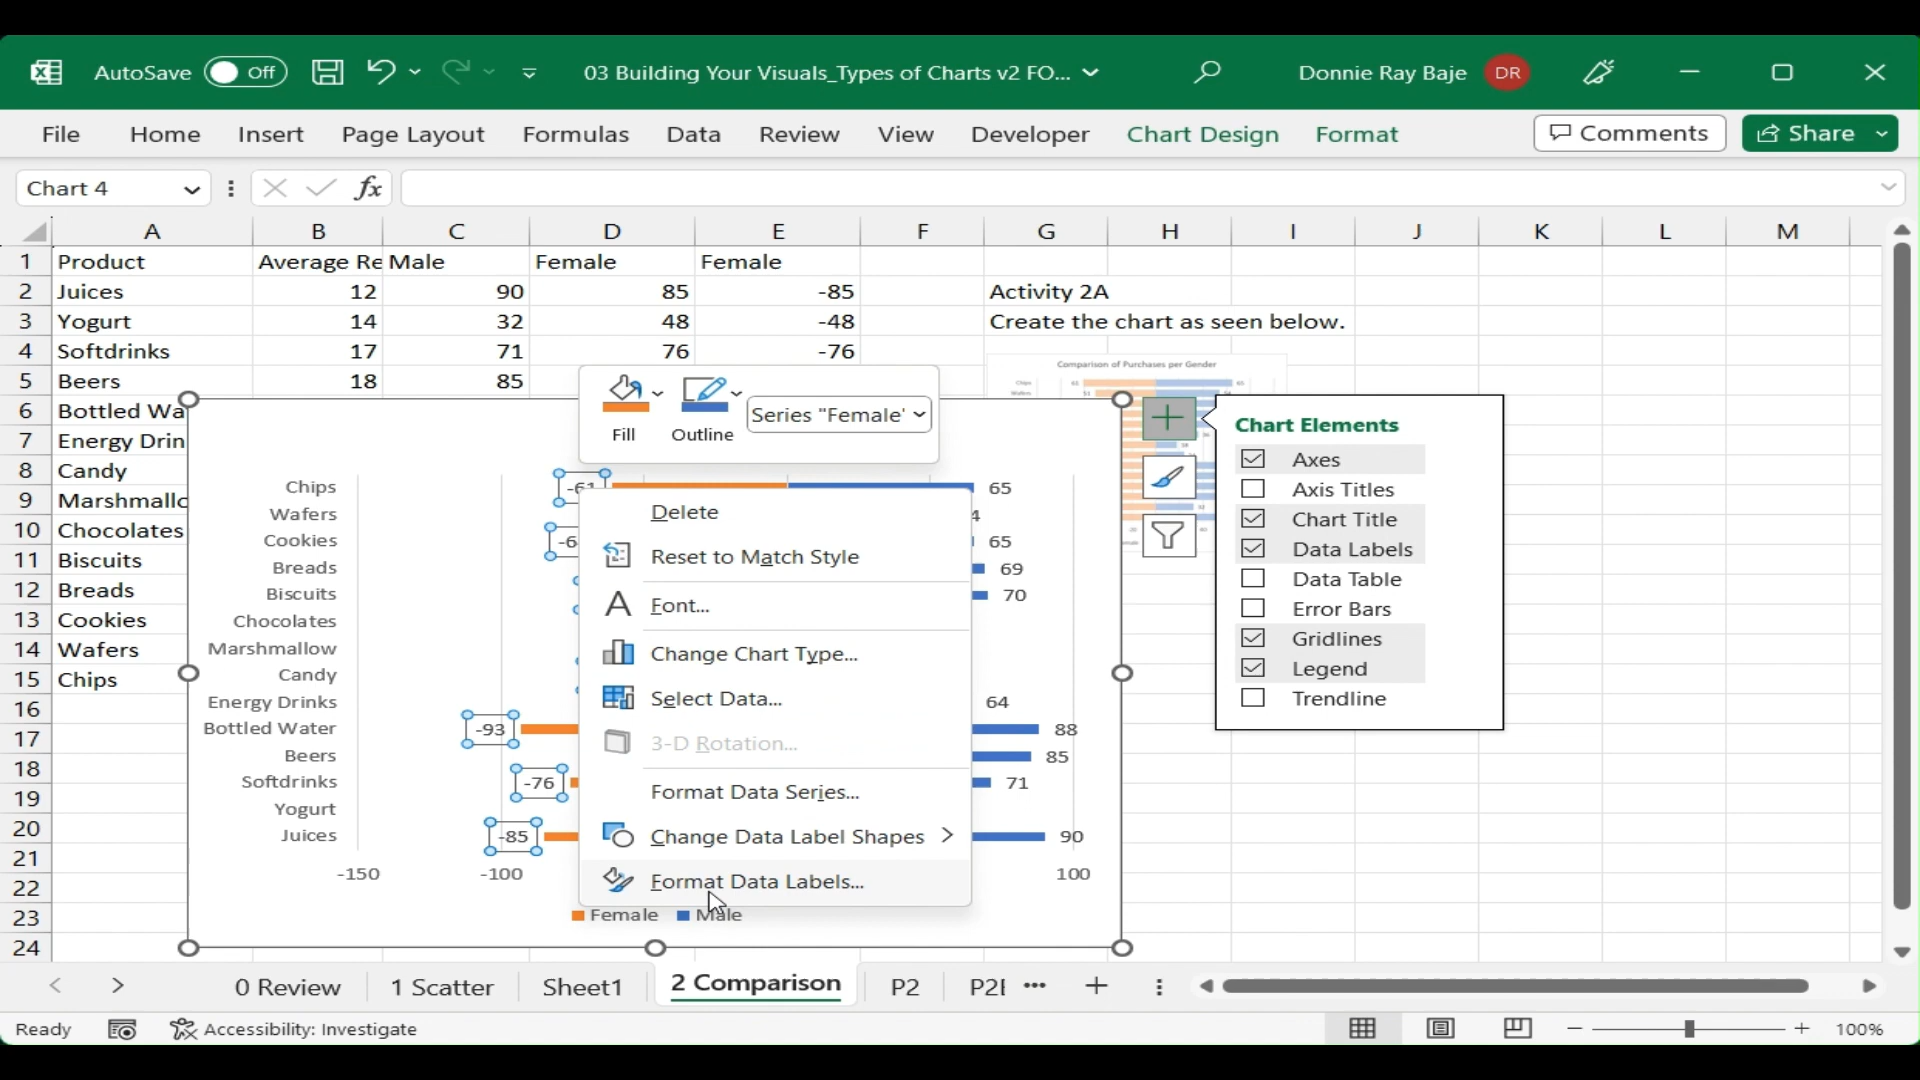 AutoSave Off 03 Building Your Visuals_Types of Charts v2 FO... Donnie Ray Baje DR
File Home Insert Page Layout Formulas Data Review View Developer Chart Design Format Comments Share
Chart 4 fx
A B C D E F G H I J K L M
1 Product Average Re Male Female Female
2 Juices 12 90 85 -85 Activity 2A
3 Yogurt 14 32 48 -48 Create the chart as seen below.
4 Softdrinks 17 71 76 -76
Comparison of Purchases per Gender
5 Beers 18 85
6 Bottled Wa
7 Energy Drin
8 Candy
9 Marshmallo
10 Chocolates
11 Biscuits
12 Breads
13 Cookies
14 Wafers
15 Chips
16
17
18
19
20
21
22
23
24
Fill Outline Series "Female"
Chips -61 65
Wafers 4
Cookies -6 65
Breads 69
Biscuits 70
Chocolates
Marshmallow
Candy
Energy Drinks 64
Bottled Water -93 88
Beers 85
Softdrinks -76 71
Yogurt
Juices -85 90
-150 -100 100
Female Male
Delete
Reset to Match Style
Font...
Change Chart Type...
Select Data...
3-D Rotation...
Format Data Series...
Change Data Label Shapes
Format Data Labels...
Chart Elements
Axes
Axis Titles
Chart Title
Data Labels
Data Table
Error Bars
Gridlines
Legend
Trendline
0 Review 1 Scatter Sheet1 2 Comparison P2 P2 ...
Ready Accessibility: Investigate 100%